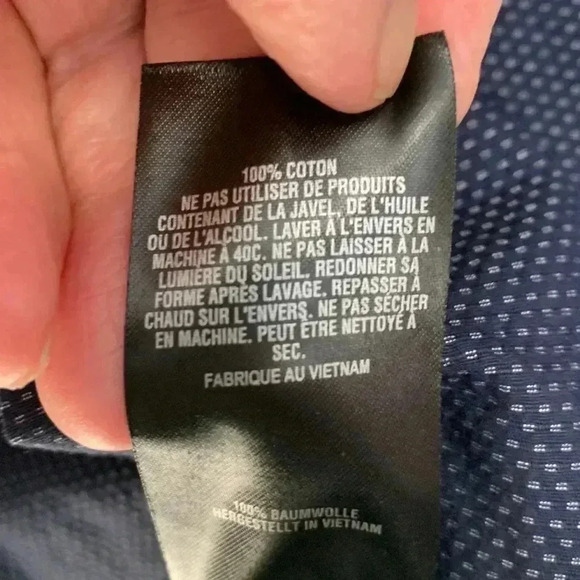 100% COTON
NE PAS UTILISER DE PRODUITS
CONTENANT DE LA JAVEL, DE L'HUILE
OU DE L'ALCOOL. LAVER À L'ENVERS EN
MACHINE À 40C. NE PAS LAISSER À LA
LUMIÈRE DU SOLEIL. REDONNER SA
FORME APRÈS LAVAGE. REPASSER À
CHAUD SUR L'ENVERS. NE PAS SÉCHER
EN MACHINE. PEUT ÊTRE NETTOYÉ À
SEC.
FABRIQUE AU VIETNAM
100% BAUMWOLLE
HERGESTELLT IN VIETNAM